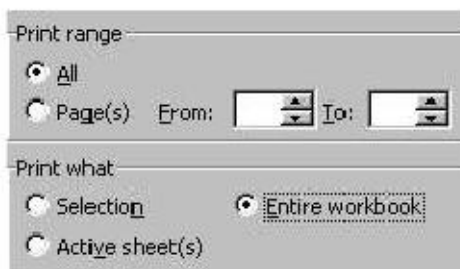 Print range
All
Page(s) From: To:
Print what
Selection Entire workbook
Active sheet(s)